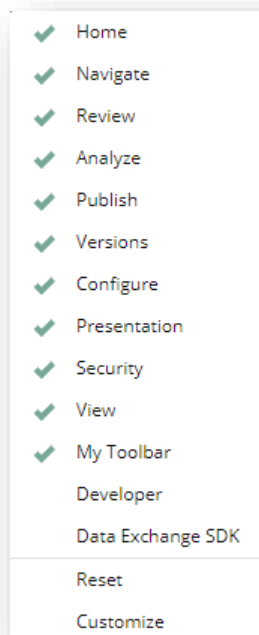 Home
Navigate
Review
Analyze
Publish
Versions
Configure
Presentation
Security
View
My Toolbar
Developer
Data Exchange SDK
Reset
Customize